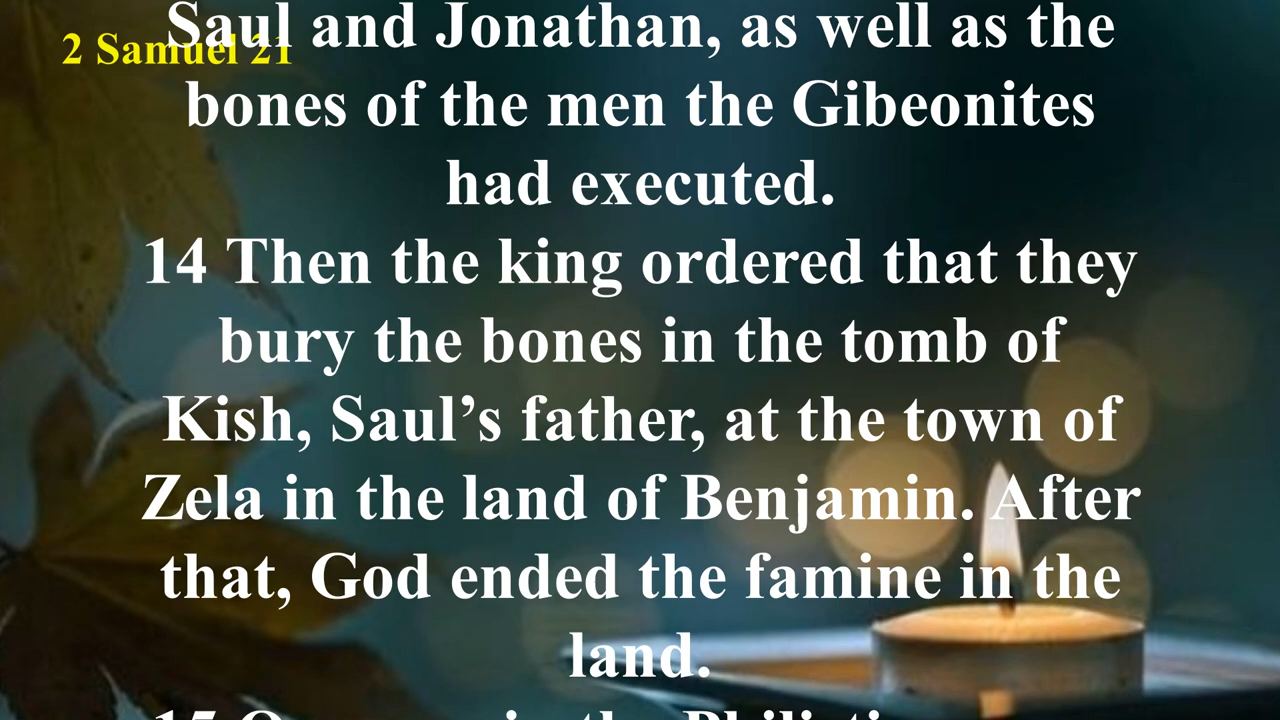 2 Samuel 21
Saul and Jonathan, as well as the
bones of the men the Gibeonites
had executed.
14 Then the king ordered that they
bury the bones in the tomb of
Kish, Saul’s father, at the town of
Zela in the land of Benjamin. After
that, God ended the famine in the
land.